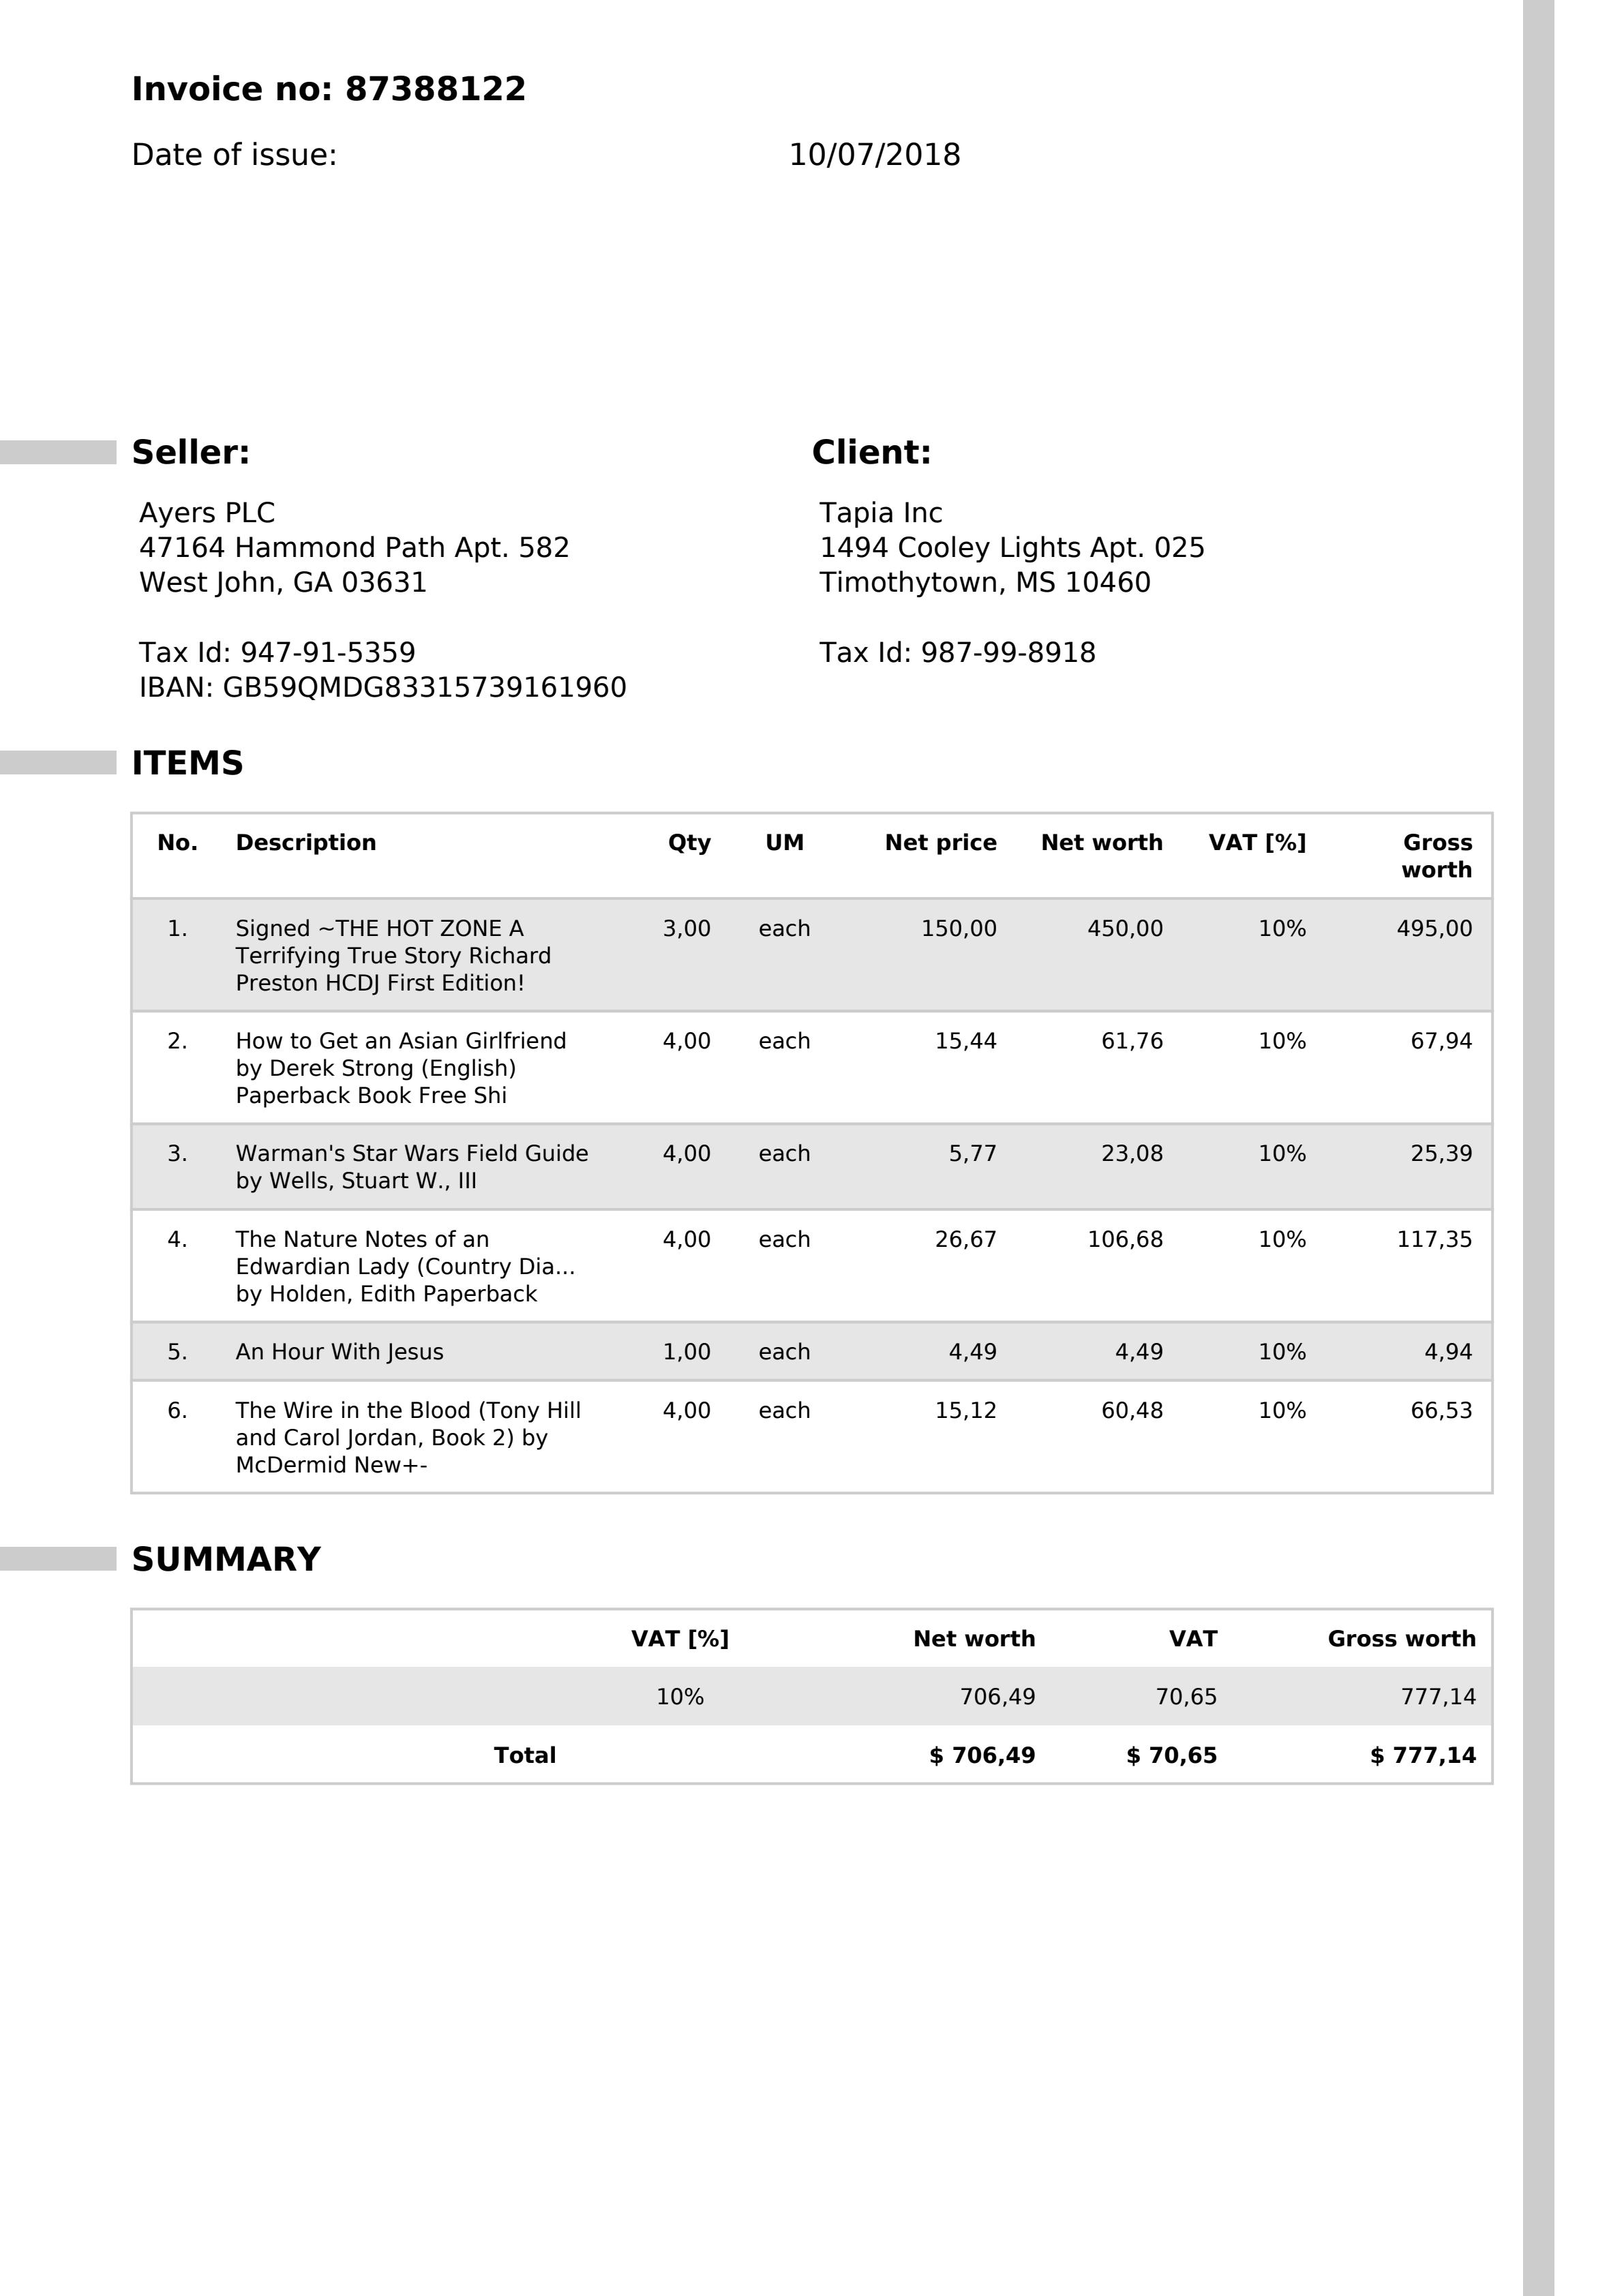 Invoice no: 87388122
Date of issue: 10/07/2018
Seller:
Ayers PLC
47164 Hammond Path Apt. 582
West John, GA 03631
Tax Id: 947-91-5359
IBAN: GB59QMDG83315739161960
Client:
Tapia Inc
1494 Cooley Lights Apt. 025
Timothytown, MS 10460
Tax Id: 987-99-8918
ITEMS
No. Description Qty UM Net price Net worth VAT [%] Gross
worth
1. Signed ~THE HOT ZONE A 3,00 each 150,00 450,00 10% 495,00
Terrifying True Story Richard
Preston HCDJ First Edition!
2. How to Get an Asian Girlfriend 4,00 each 15,44 61,76 10% 67,94
by Derek Strong (English)
Paperback Book Free Shi
3. Warman's Star Wars Field Guide 4,00 each 5,77 23,08 10% 25,39
by Wells, Stuart W., III
4. The Nature Notes of an 4,00 each 26,67 106,68 10% 117,35
Edwardian Lady (Country Dia...
by Holden, Edith Paperback
5. An Hour With Jesus 1,00 each 4,49 4,49 10% 4,94
6. The Wire in the Blood (Tony Hill 4,00 each 15,12 60,48 10% 66,53
and Carol Jordan, Book 2) by
McDermid New+-
SUMMARY
VAT [%] Net worth VAT Gross worth
10% 706,49 70,65 777,14
Total $ 706,49 $ 70,65 $ 777,14